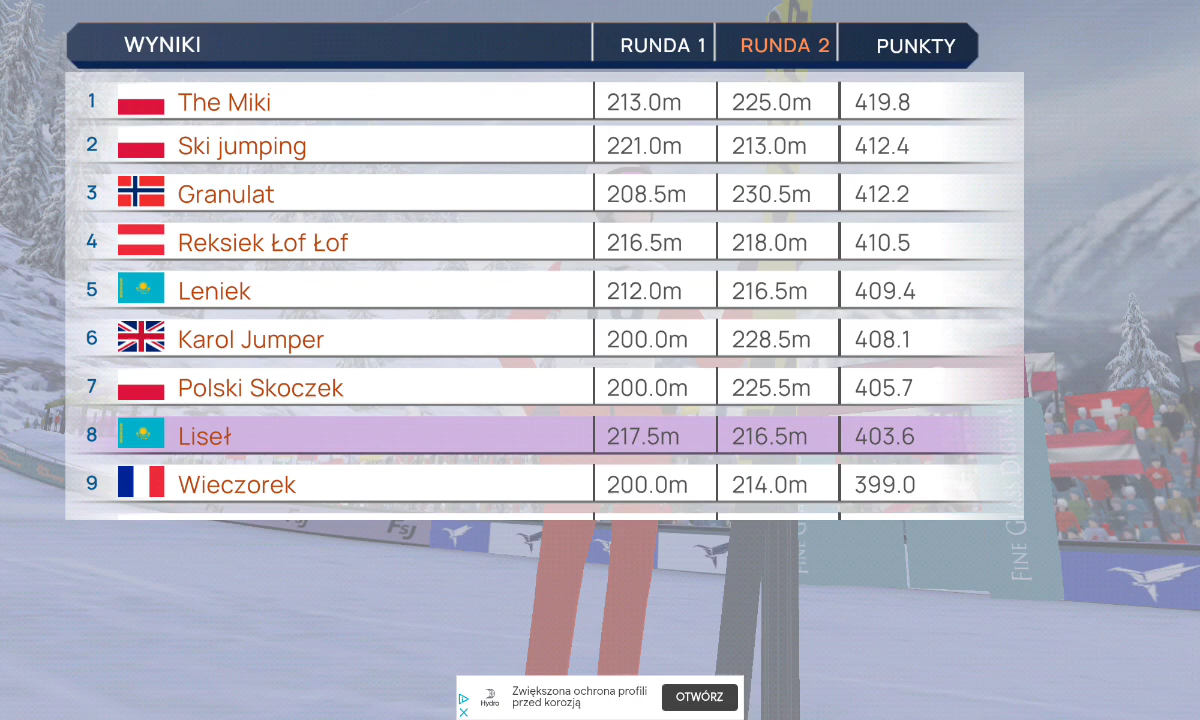 WYNIKI RUNDA 1 RUNDA 2 PUNKTY
1 The Miki 213.0m 225.0m 419.8
2 Ski jumping 221.0m 213.0m 412.4
3 Granulat 208.5m 230.5m 412.2
4 Reksiek Łof Łof 216.5m 218.0m 410.5
5 Leniek 212.0m 216.5m 409.4
6 Karol Jumper 200.0m 228.5m 408.1
7 Polski Skoczek 200.0m 225.5m 405.7
8 Liseł 217.5m 216.5m 403.6
9 Wieczorek 200.0m 214.0m 399.0
FSJ
FINE
Hydro
Zwiększona ochrona profili
przed korozją
OTWÓRZ